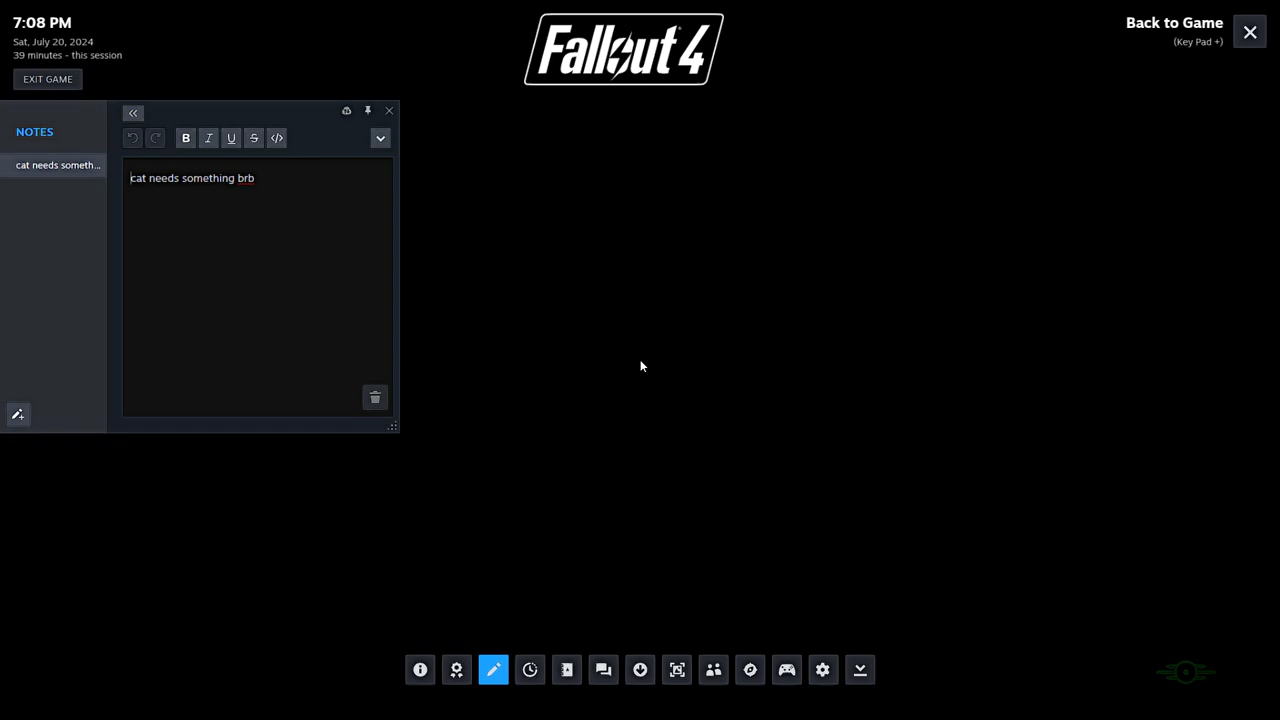 7:08 PM
Sat, July 20, 2024
39 minutes - this session
EXIT GAME
Fallout 4
Back to Game
(Key Pad +)
NOTES
cat needs someth...
B I U S </>
cat needs something brb